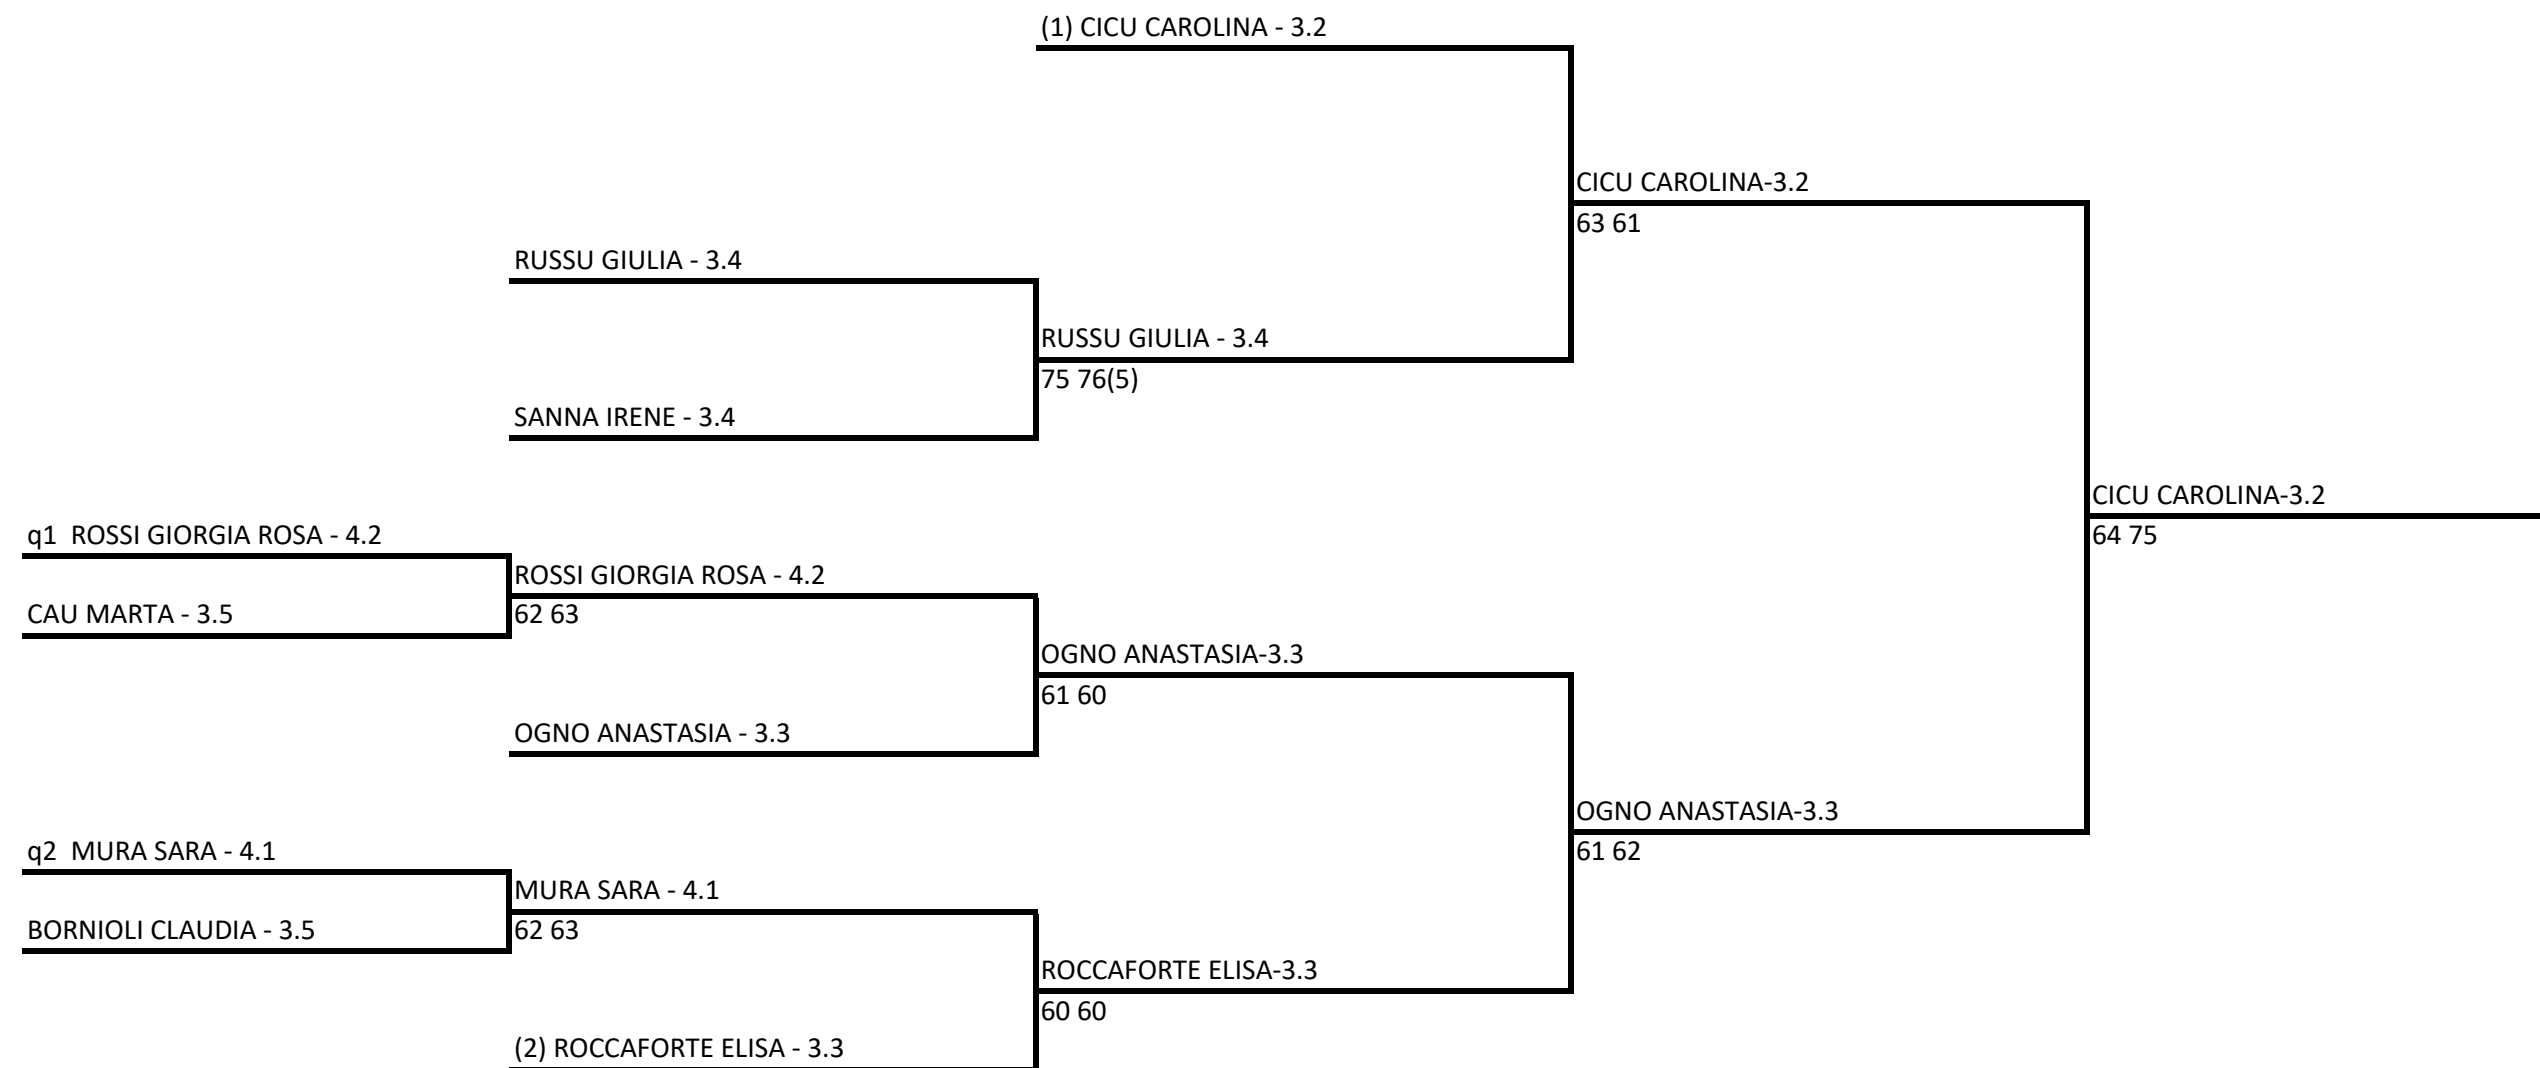 (1) CICU CAROLINA - 3.2
CICU CAROLINA-3.2
63 61
RUSSU GIULIA - 3.4
RUSSU GIULIA - 3.4
75 76(5)
SANNA IRENE - 3.4
CICU CAROLINA-3.2
64 75
q1 ROSSI GIORGIA ROSA - 4.2
ROSSI GIORGIA ROSA - 4.2
CAU MARTA - 3.5
62 63
OGNO ANASTASIA-3.3
61 60
OGNO ANASTASIA - 3.3
OGNO ANASTASIA-3.3
61 62
q2 MURA SARA - 4.1
MURA SARA - 4.1
BORNIOLI CLAUDIA - 3.5
62 63
ROCCAFORTE ELISA-3.3
60 60
(2) ROCCAFORTE ELISA - 3.3